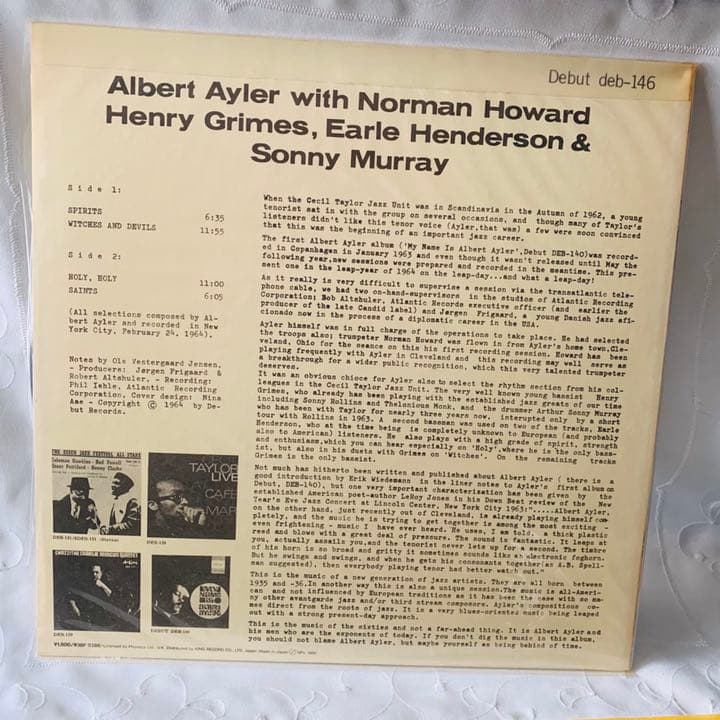 Debut deb-146
Albert Ayler with Norman Howard
Henry Grimes, Earle Henderson &
Sonny Murray
Side 1:
SPIRITS 6:35
WITCHES AND DEVILS 11:55
Side 2:
HOLY, HOLY 11:00
SAINTS 6:05
(All selections composed by Al-
bert Ayler and recorded in New
York City, February 24, 1964).
Notes by Ole Vestergaard Jensen,
- Producers: Jørgen Frigaard &
Robert Altshuler, - Recording:
Phil Iehle, Atlantic Recording
Corporation, Cover design: Nina
Aae - Copyright © 1964 by De-
but Records.
When the Cecil Taylor Jazz Unit was in Scandinavia in the Autumn of 1962, a young
tenorist sat in with the group on several occasions, and though many of Taylor's
listeners didn't like this tenor voice (Ayler,that was) a few were soon convinced
that this was the beginning of an important jazz career.
The first Albert Ayler album ('My Name Is Albert Ayler',Debut DEB-140)was record-
ed in Copenhagen in January 1963 and even though it wasn't released until May the
following year,new sessions were prepared and recorded in the meantime. This pre-
sent one in the leap-year of 1964 on the leap-day...and what a leap-day!
As it really is very difficult to supervise a session via the transatlantic tele-
phone cable, we had two on-hand-supervisors in the studios of Atlantic Recording
Corporation: Bob Altshuler, Atlantic Records executive officer (and earlier the
producer of the late Candid label) and Jørgen Frigaard, a young Danish jazz afi-
cionado now in the process of a diplomatic career in the USA.
Ayler himself was in full charge of the operations to take place. He had selected
the troops also; trumpeter Norman Howard was flown in from Ayler's home town,Cle-
veland, Ohio for the seance on this his first recording session. Howard has been
playing frequently with Ayler in Cleveland and this recording may well serve as
a breakthrough for a wider public recognition, which this very talented trumpeter
deserves.
It was an obvious choice for Ayler also to select the rhythm section from his col-
leagues in the Cecil Taylor Jazz Unit. The very well known young bassist Henry
Grimes, who already has been playing with the established jazz greats of our time
including Sonny Rollins and Thelonious Monk, and the drummer Arthur Sonny Murray
who has been with Taylor for nearly three years now, intrerupted only by a short
tour with Rollins in 1963. A second bassman was used on two of the tracks, Earle
Henderson, who at the time being is completely unknown to European (and probably
also to American) listeners. He also plays with a high grade of spirit, strength
and enthusiasm,which you can hear especially on 'Holy',where he is the only bass-
ist, but also in his duets with Grimes on 'Witches'. On the remaining tracks
Grimes is the only bassist.
Not much has hitherto been written and published about Albert Ayler ( there is a
good introduction by Erik Wiedemann in the liner notes to Ayler's first album on
Debut, DEB-140), but one very important characterisation has been given by the
established American poet-author LeRoy Jones in his Down Beat review of the New
Year's Eve Jazz Concert at Lincoln Center, New York City 1963:".....Albert Ayler,
on the other hand, just recently out of Cleveland, is already playing himself com-
pletely, and the music he is trying to get together is among the most exciting -
even frightening - music I have ever heard. He uses, I am told, a thick plastic
reed and blows with a great deal of pressure. The sound is fantastic. It leaps at
you, actually assails you,and the tenorist never lets up for a second. The timbre
of his horn is so broad and gritty it sometimes sounds like an electronic foghorn.
But he swings and swings, and when he gets his consonants together(as A.B. Spell-
man suggested), then everybody playing tenor had better watch out."
This is the music of a new generation of jazz artists. They are all born between
1935 and -36.In another way this is also a unique session.The music is all-Ameri-
can and not influenced by European traditions as it has been the case with so ma-
ny other avantgarde jazz and/or third stream composers. Ayler's compositions co-
mes direct from the roots of jazz. It is a very blues-oriented music being leaped
out with a strong present-day approach.
This is the music of the sixties and not a far-ahead thing. It is Albert Ayler and
his men who are the exponents of today. If you don't dig the music in this album,
you should not blame Albert Ayler, but maybe yourself as being behind of time.
THE ESSEN JAZZ FESTIVAL ALL STARS
Coleman Hawkins - Bud Powell
Oscar Pettiford - Kenny Clarke
TAYLOR
LIVE
CAFE
MAR
DEB-138
DEB-139
DEBUT DEB-140